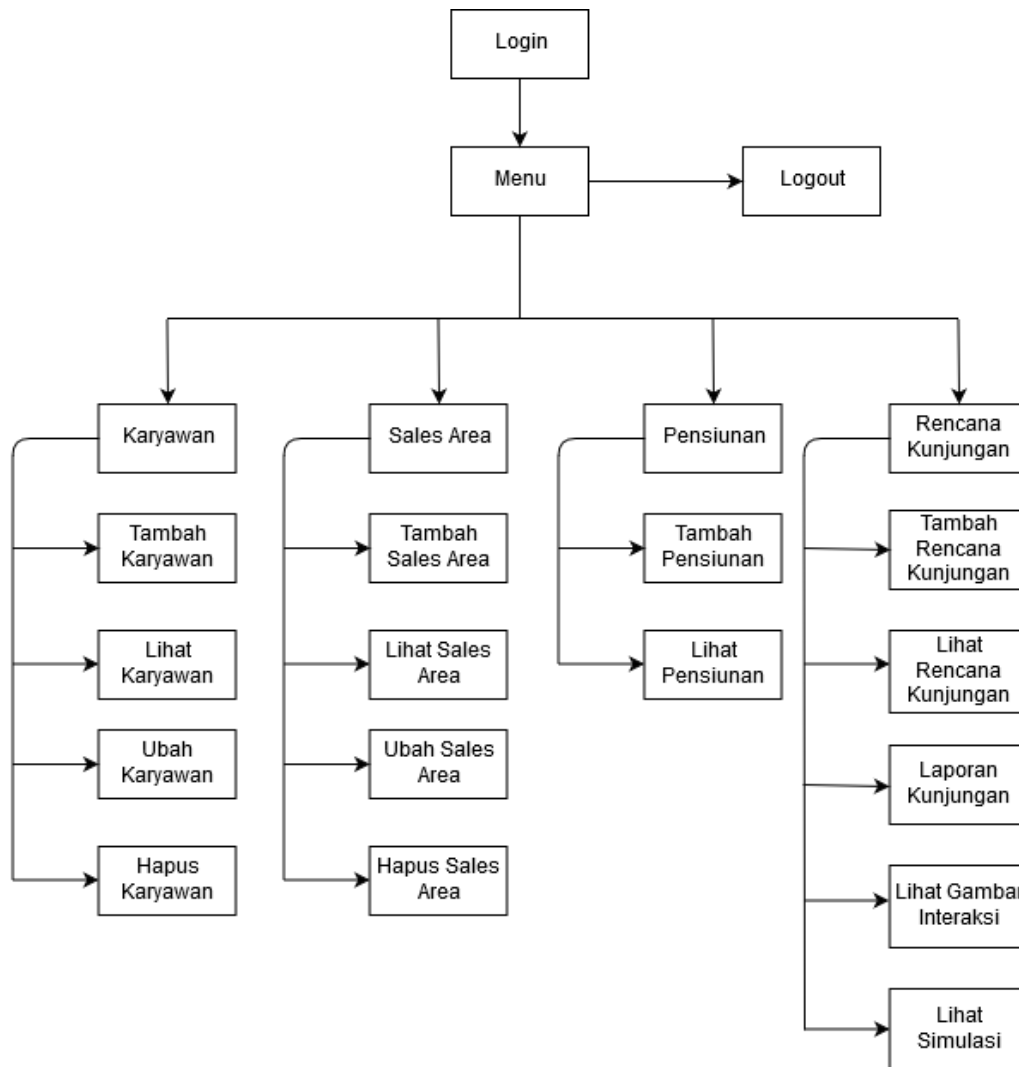 Login
Menu
Logout
Karyawan
Sales Area
Pensiunan
Rencana
Kunjungan
Tambah
Karyawan
Tambah
Sales Area
Tambah
Pensiunan
Tambah
Rencana
Kunjungan
Lihat
Karyawan
Lihat Sales
Area
Lihat
Pensiunan
Lihat
Rencana
Kunjungan
Ubah
Karyawan
Ubah Sales
Area
Laporan
Kunjungan
Hapus
Karyawan
Hapus Sales
Area
Lihat Gambar
Interaksi
Lihat
Simulasi